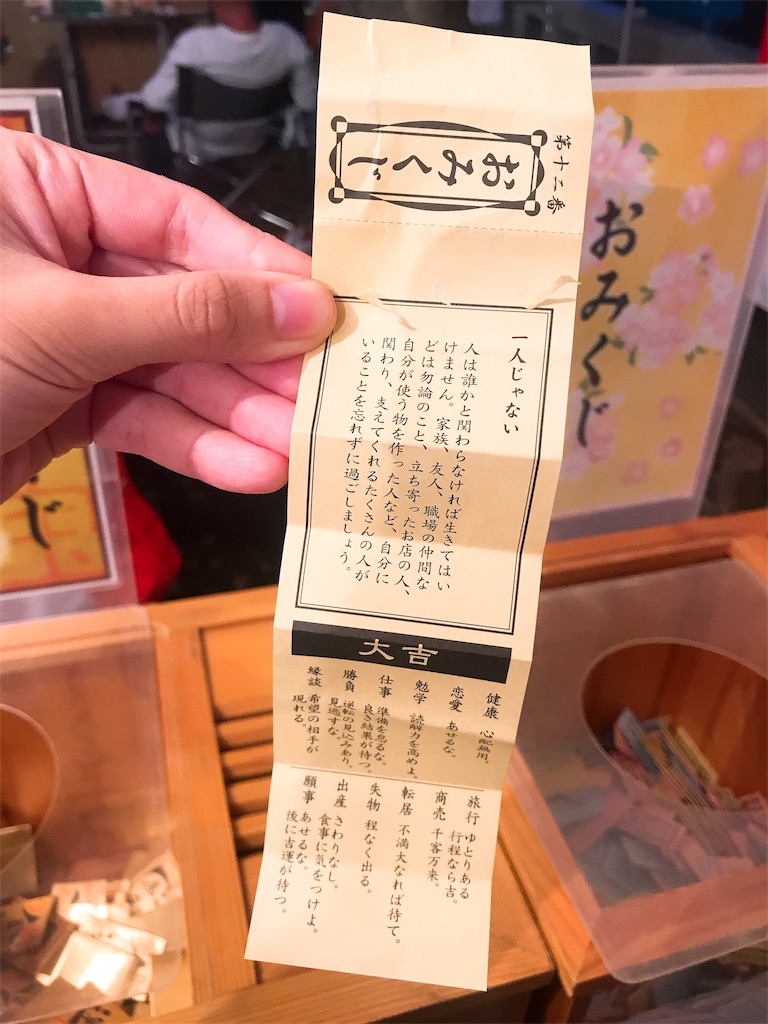 第十二番
おみくじ
一人じゃない
人は誰かと関わらなければ生きてはい
けません。家族、友人、職場の仲間な
どは勿論のこと、立ち寄ったお店の人、
自分が使う物を作った人など、自分に
関わり、支えてくれるたくさんの人が
いることを忘れずに過ごしましょう。
大吉
健康 心配無用。
恋愛 あせるな。
勉学 読解力を高めよ。
仕事 準備を怠るな。
良き結果が待つ。
勝負 逆転の見込みあり。
見逃すな。
縁談 希望の相手が
現れる。
旅行 ゆとりある
行程なら吉。
商売 千客万来。
転居 不満大なれば待て。
失物 程なく出る。
出産 さわりなし。
食事に気をつけよ。
願事 あせるな。
後に吉運が待つ。
おみくじ
じ